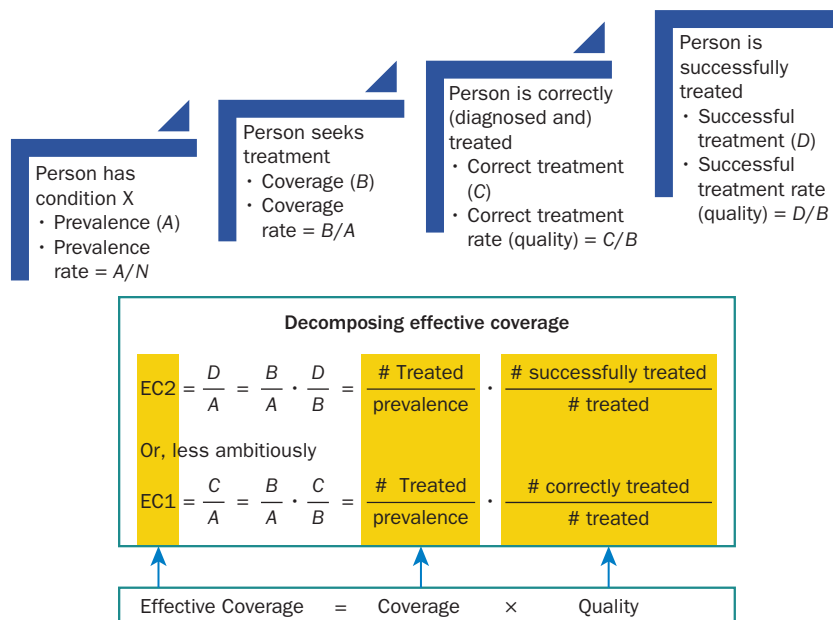 Person has
condition X
· Prevalence (A)
· Prevalence
rate = A/N
Person seeks
treatment
· Coverage (B)
· Coverage
rate = B/A
Person is correctly
(diagnosed and)
treated
· Correct treatment
(C)
· Correct treatment
rate (quality) = C/B
Person is
successfully
treated
· Successful
treatment (D)
· Successful
treatment rate
(quality) = D/B
Decomposing effective coverage
EC2 = D/A = B/A · D/B = # Treated/prevalence · # successfully treated/# treated
Or, less ambitiously
EC1 = C/A = B/A · C/B = # Treated/prevalence · # correctly treated/# treated
Effective Coverage = Coverage × Quality